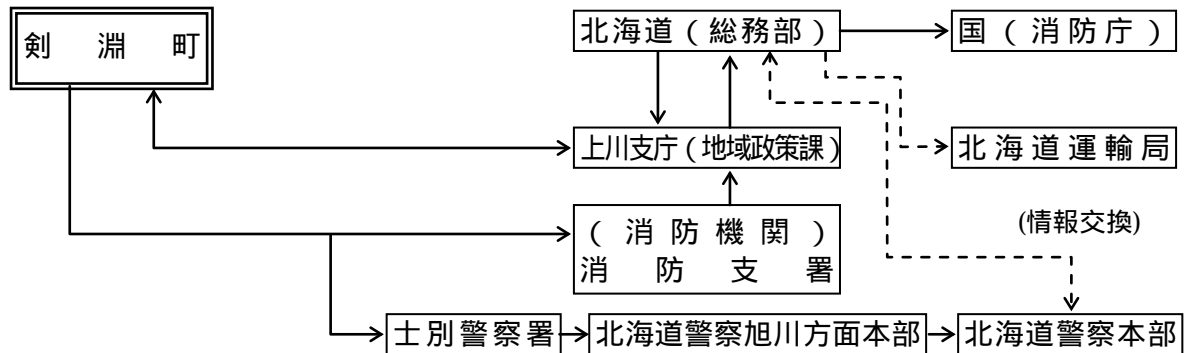 剣淵町
北海道(総務部)
国(消防庁)
上川支庁(地域政策課)
北海道運輸局
(消防機関)
消防支署
(情報交換)
士別警察署
北海道警察旭川方面本部
北海道警察本部